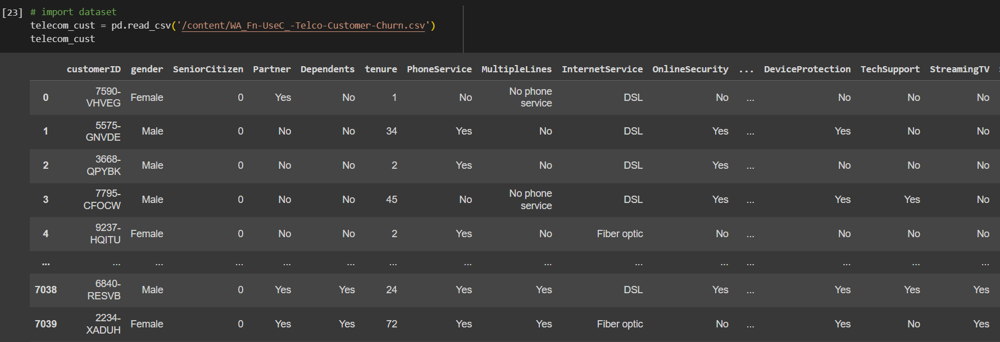 [23] # import dataset
telecom_cust = pd.read_csv('/content/WA_Fn-UseC_-Telco-Customer-Churn.csv')
telecom_cust
customerID gender SeniorCitizen Partner Dependents tenure PhoneService MultipleLines InternetService OnlineSecurity ... DeviceProtection TechSupport StreamingTV
0 7590-VHVEG Female 0 Yes No 1 No No phone service DSL No ... No No No
1 5575-GNVDE Male 0 No No 34 Yes No DSL Yes ... Yes No No
2 3668-QPYBK Male 0 No No 2 Yes No DSL Yes ... No No No
3 7795-CFOCW Male 0 No No 45 No No phone service DSL Yes ... Yes Yes No
4 9237-HQITU Female 0 No No 2 Yes No Fiber optic No ... No No No
... ... ... ... ... ... ... ... ... ... ... ... ... ... ...
7038 6840-RESVB Male 0 Yes Yes 24 Yes Yes DSL Yes ... Yes Yes Yes
7039 2234-XADUH Female 0 Yes Yes 72 Yes Yes Fiber optic No ... Yes No Yes